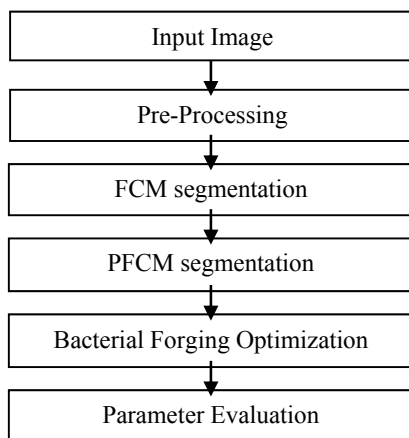 Input Image
Pre-Processing
FCM segmentation
PFCM segmentation
Bacterial Forging Optimization
Parameter Evaluation